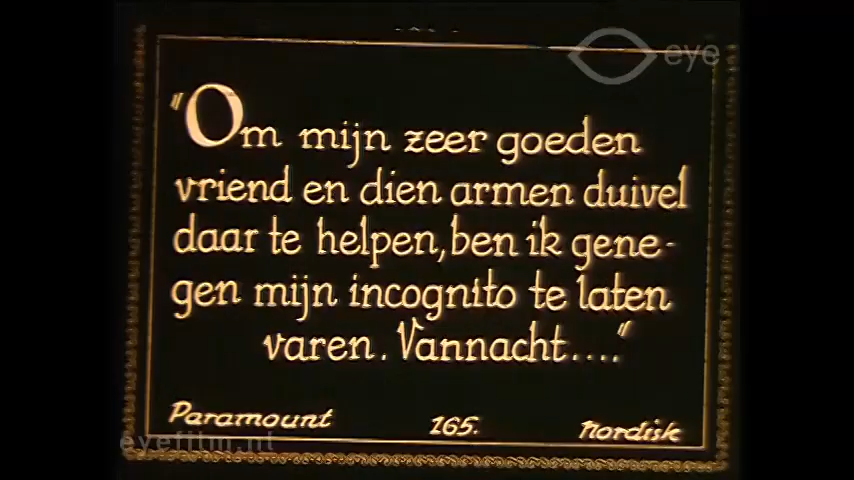 eye
"Om mijn zeer goeden
vriend en dien armen duivel
daar te helpen, ben ik gene-
gen mijn incognito te laten
varen. Vannacht...."
Paramount 165. Nordisk
eyefilm.nl